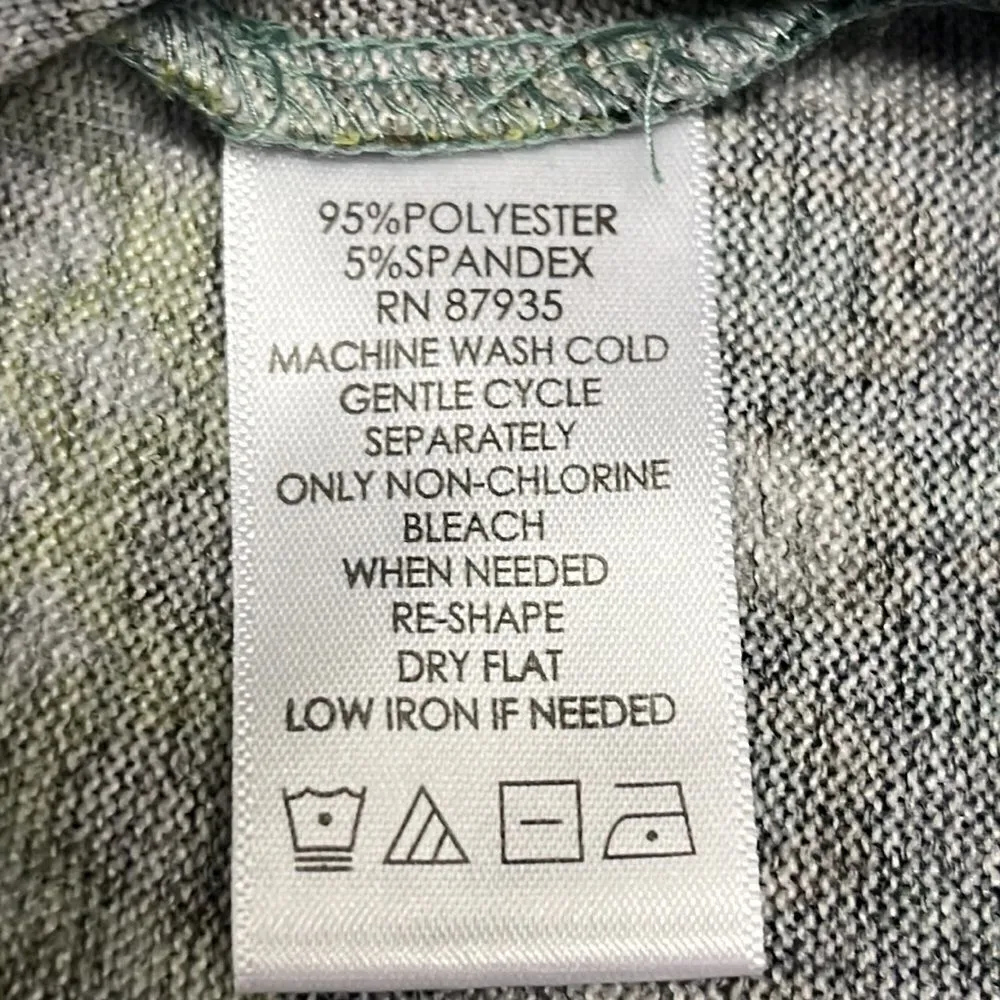 95%POLYESTER
5%SPANDEX
RN 87935
MACHINE WASH COLD
GENTLE CYCLE
SEPARATELY
ONLY NON-CHLORINE
BLEACH
WHEN NEEDED
RE-SHAPE
DRY FLAT
LOW IRON IF NEEDED